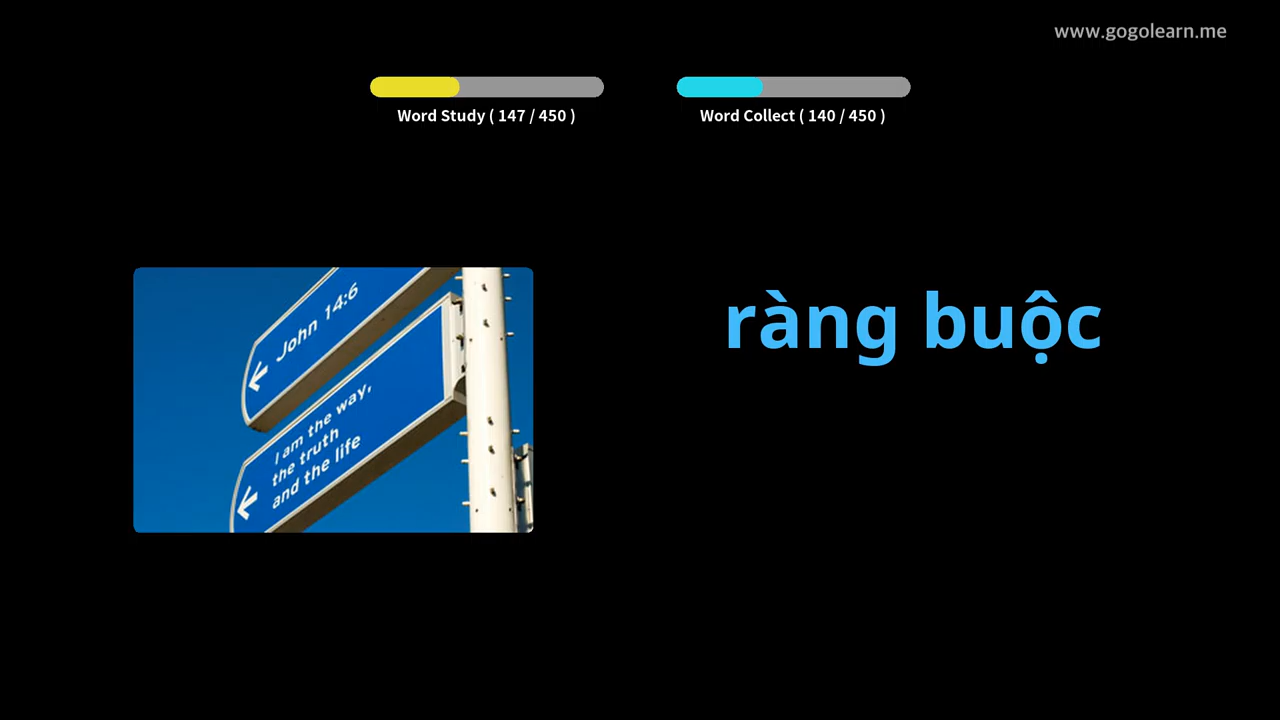 www.gogolearn.me
Word Study ( 147 / 450 )
Word Collect ( 140 / 450 )
John 14:6
I am the way,
the truth
and the life
ràng buộc